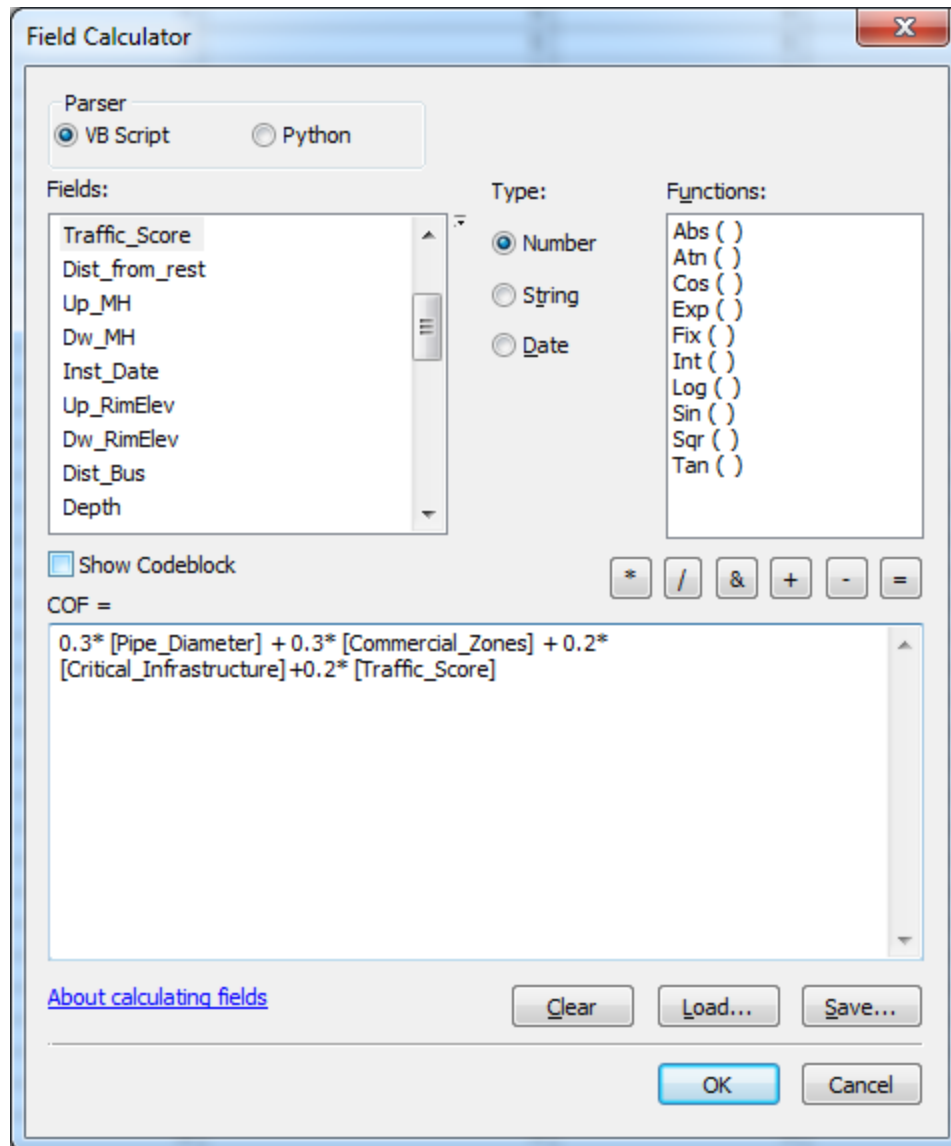 Field Calculator
X
Parser
VB Script
Python
Fields:
Type:
Functions:
Traffic_Score
Dist_from_rest
Up_MH
Dw_MH
Inst_Date
Up_RimElev
Dw_RimElev
Dist_Bus
Depth
Number
String
Date
Abs ( )
Atn ( )
Cos ( )
Exp ( )
Fix ( )
Int ( )
Log ( )
Sin ( )
Sqr ( )
Tan ( )
Show Codeblock
* / & + - =
COF =
0.3* [Pipe_Diameter] + 0.3* [Commercial_Zones] + 0.2*
[Critical_Infrastructure] +0.2* [Traffic_Score]
About calculating fields
Clear
Load...
Save...
OK
Cancel